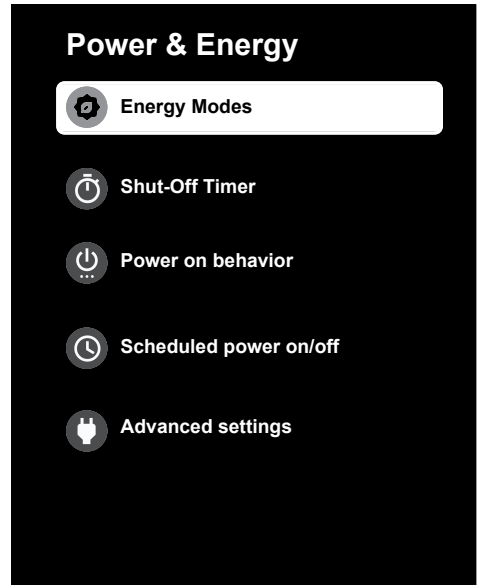 Power & Energy
Energy Modes
Shut-Off Timer
Power on behavior
Scheduled power on/off
Advanced settings